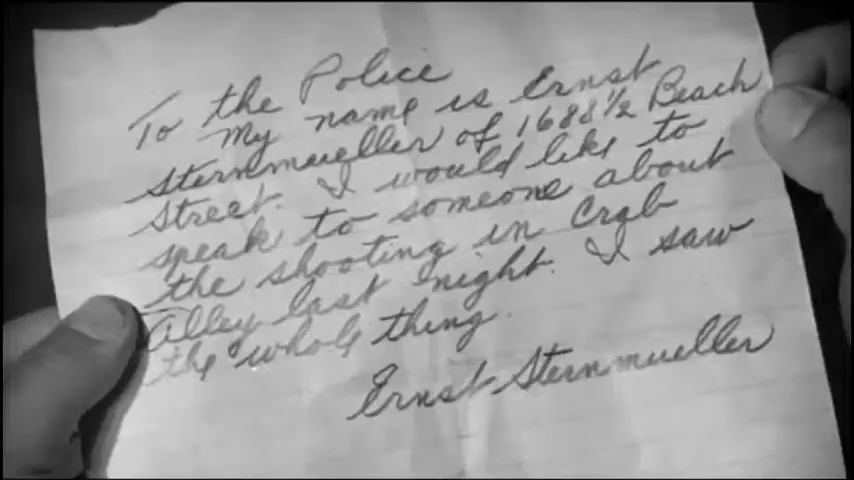 To the Police
My name is Ernst
Sternmueller of 1688½ Beach
Street. I would like to
speak to someone about
the shooting in Crab
Alley last night. I saw
the whole thing.
Ernst Sternmueller